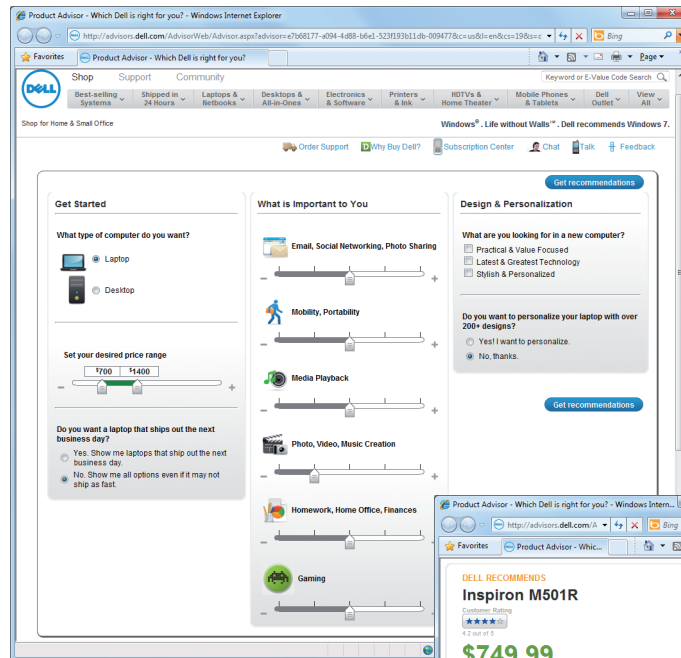 Product Advisor - Which Dell is right for you? - Windows Internet Explorer
http://advisors.dell.com/AdvisorWeb/Advisor.aspx?advisor=e7b68177-a094-4d88-b6e1-523f193b11db-009477&c=us&l=en&cs=19&s=c
Bing
Favorites
Product Advisor - Which Dell is right for you?
Page
DELL
Shop Support Community
Keyword or E-Value Code Search
Best-selling Systems
Shipped in 24 Hours
Laptops & Netbooks
Desktops & All-in-Ones
Electronics & Software
Printers & Ink
HDTVs & Home Theater
Mobile Phones & Tablets
Dell Outlet
View All
Shop for Home & Small Office
Windows®. Life without Walls™. Dell recommends Windows 7.
Order Support
Why Buy Dell?
Subscription Center
Chat
Talk
Feedback
Get recommendations
Get Started
What type of computer do you want?
Laptop
Desktop
Set your desired price range
$700 $1400
- +
Do you want a laptop that ships out the next
business day?
Yes. Show me laptops that ship out the next
business day.
No. Show me all options even if it may not
ship as fast.
What is Important to You
Email, Social Networking, Photo Sharing
- +
Mobility, Portability
- +
Media Playback
- +
Photo, Video, Music Creation
- +
Homework, Home Office, Finances
- +
Gaming
- +
Design & Personalization
What are you looking for in a new computer?
Practical & Value Focused
Latest & Greatest Technology
Stylish & Personalized
Do you want to personalize your laptop with over
200+ designs?
Yes! I want to personalize.
No, thanks.
Get recommendations
Product Advisor - Which Dell is right for you? - Windows Intern...
http://advisors.dell.com/A
Bing
Favorites
Product Advisor - Whic...
DELL RECOMMENDS
Inspiron M501R
Customer Rating
4.2 out of 5
$749.99